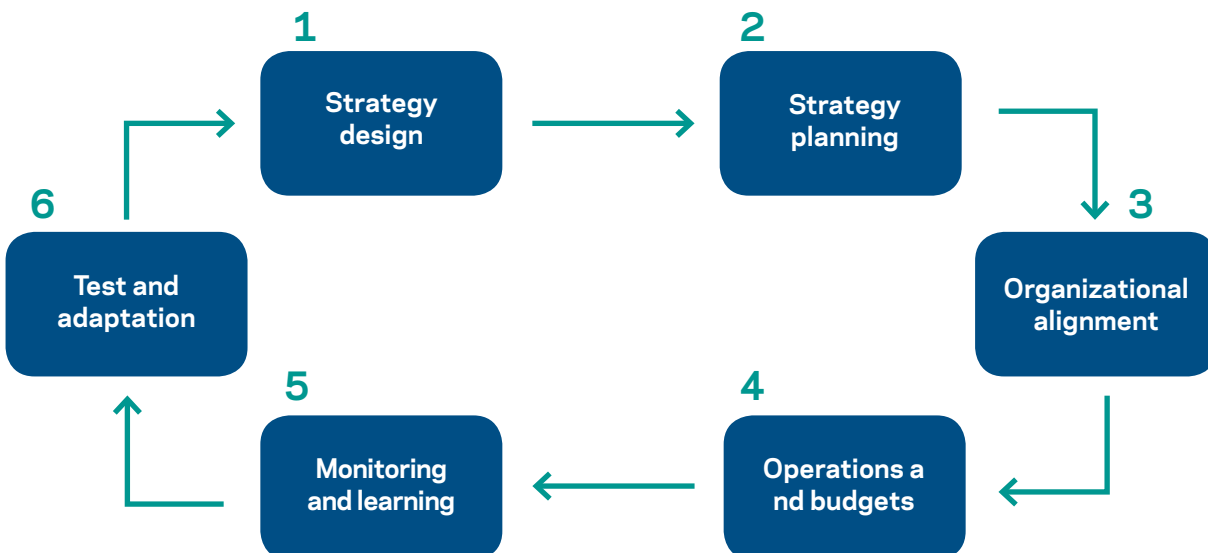 1
Strategy
design
2
Strategy
planning
3
Organizational
alignment
4
Operations a
nd budgets
5
Monitoring
and learning
6
Test and
adaptation